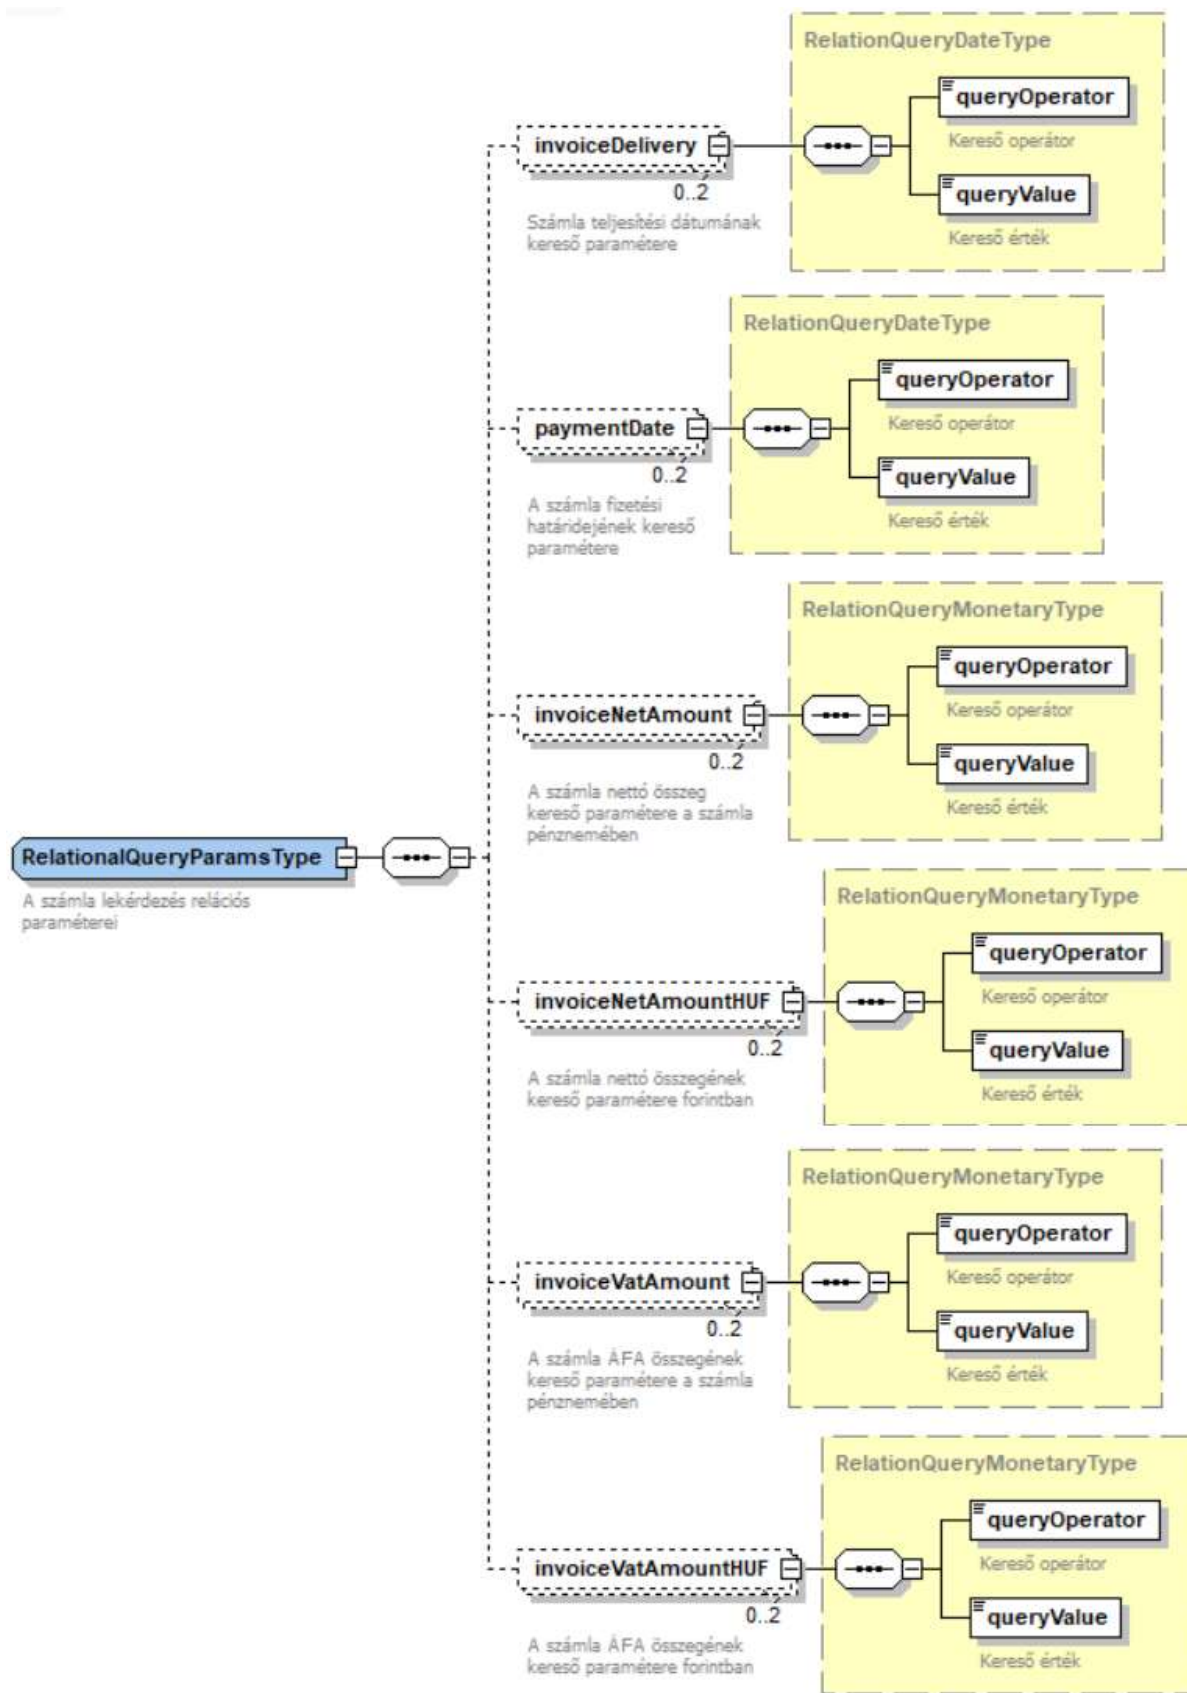 RelationQueryDateType
queryOperator
Kereső operátor
invoiceDelivery
0..2
queryValue
Számla teljesítési dátumának
kereső paramétere
Kereső érték
RelationQueryDateType
queryOperator
Kereső operátor
paymentDate
0..2
queryValue
A számla fizetési
határidejének kereső
paramétere
Kereső érték
RelationQueryMonetaryType
queryOperator
Kereső operátor
invoiceNetAmount
0..2
queryValue
A számla nettó összeg
kereső paramétere a számla
pénznemében
Kereső érték
RelationalQueryParamsType
A számla lekérdezés relációs
paraméterei
RelationQueryMonetaryType
queryOperator
Kereső operátor
invoiceNetAmountHUF
0..2
queryValue
A számla nettó összegének
kereső paramétere forintban
Kereső érték
RelationQueryMonetaryType
queryOperator
Kereső operátor
invoiceVatAmount
0..2
queryValue
A számla ÁFA összegének
kereső paramétere a számla
pénznemében
Kereső érték
RelationQueryMonetaryType
queryOperator
Kereső operátor
invoiceVatAmountHUF
0..2
queryValue
A számla ÁFA összegének
kereső paramétere forintban
Kereső érték